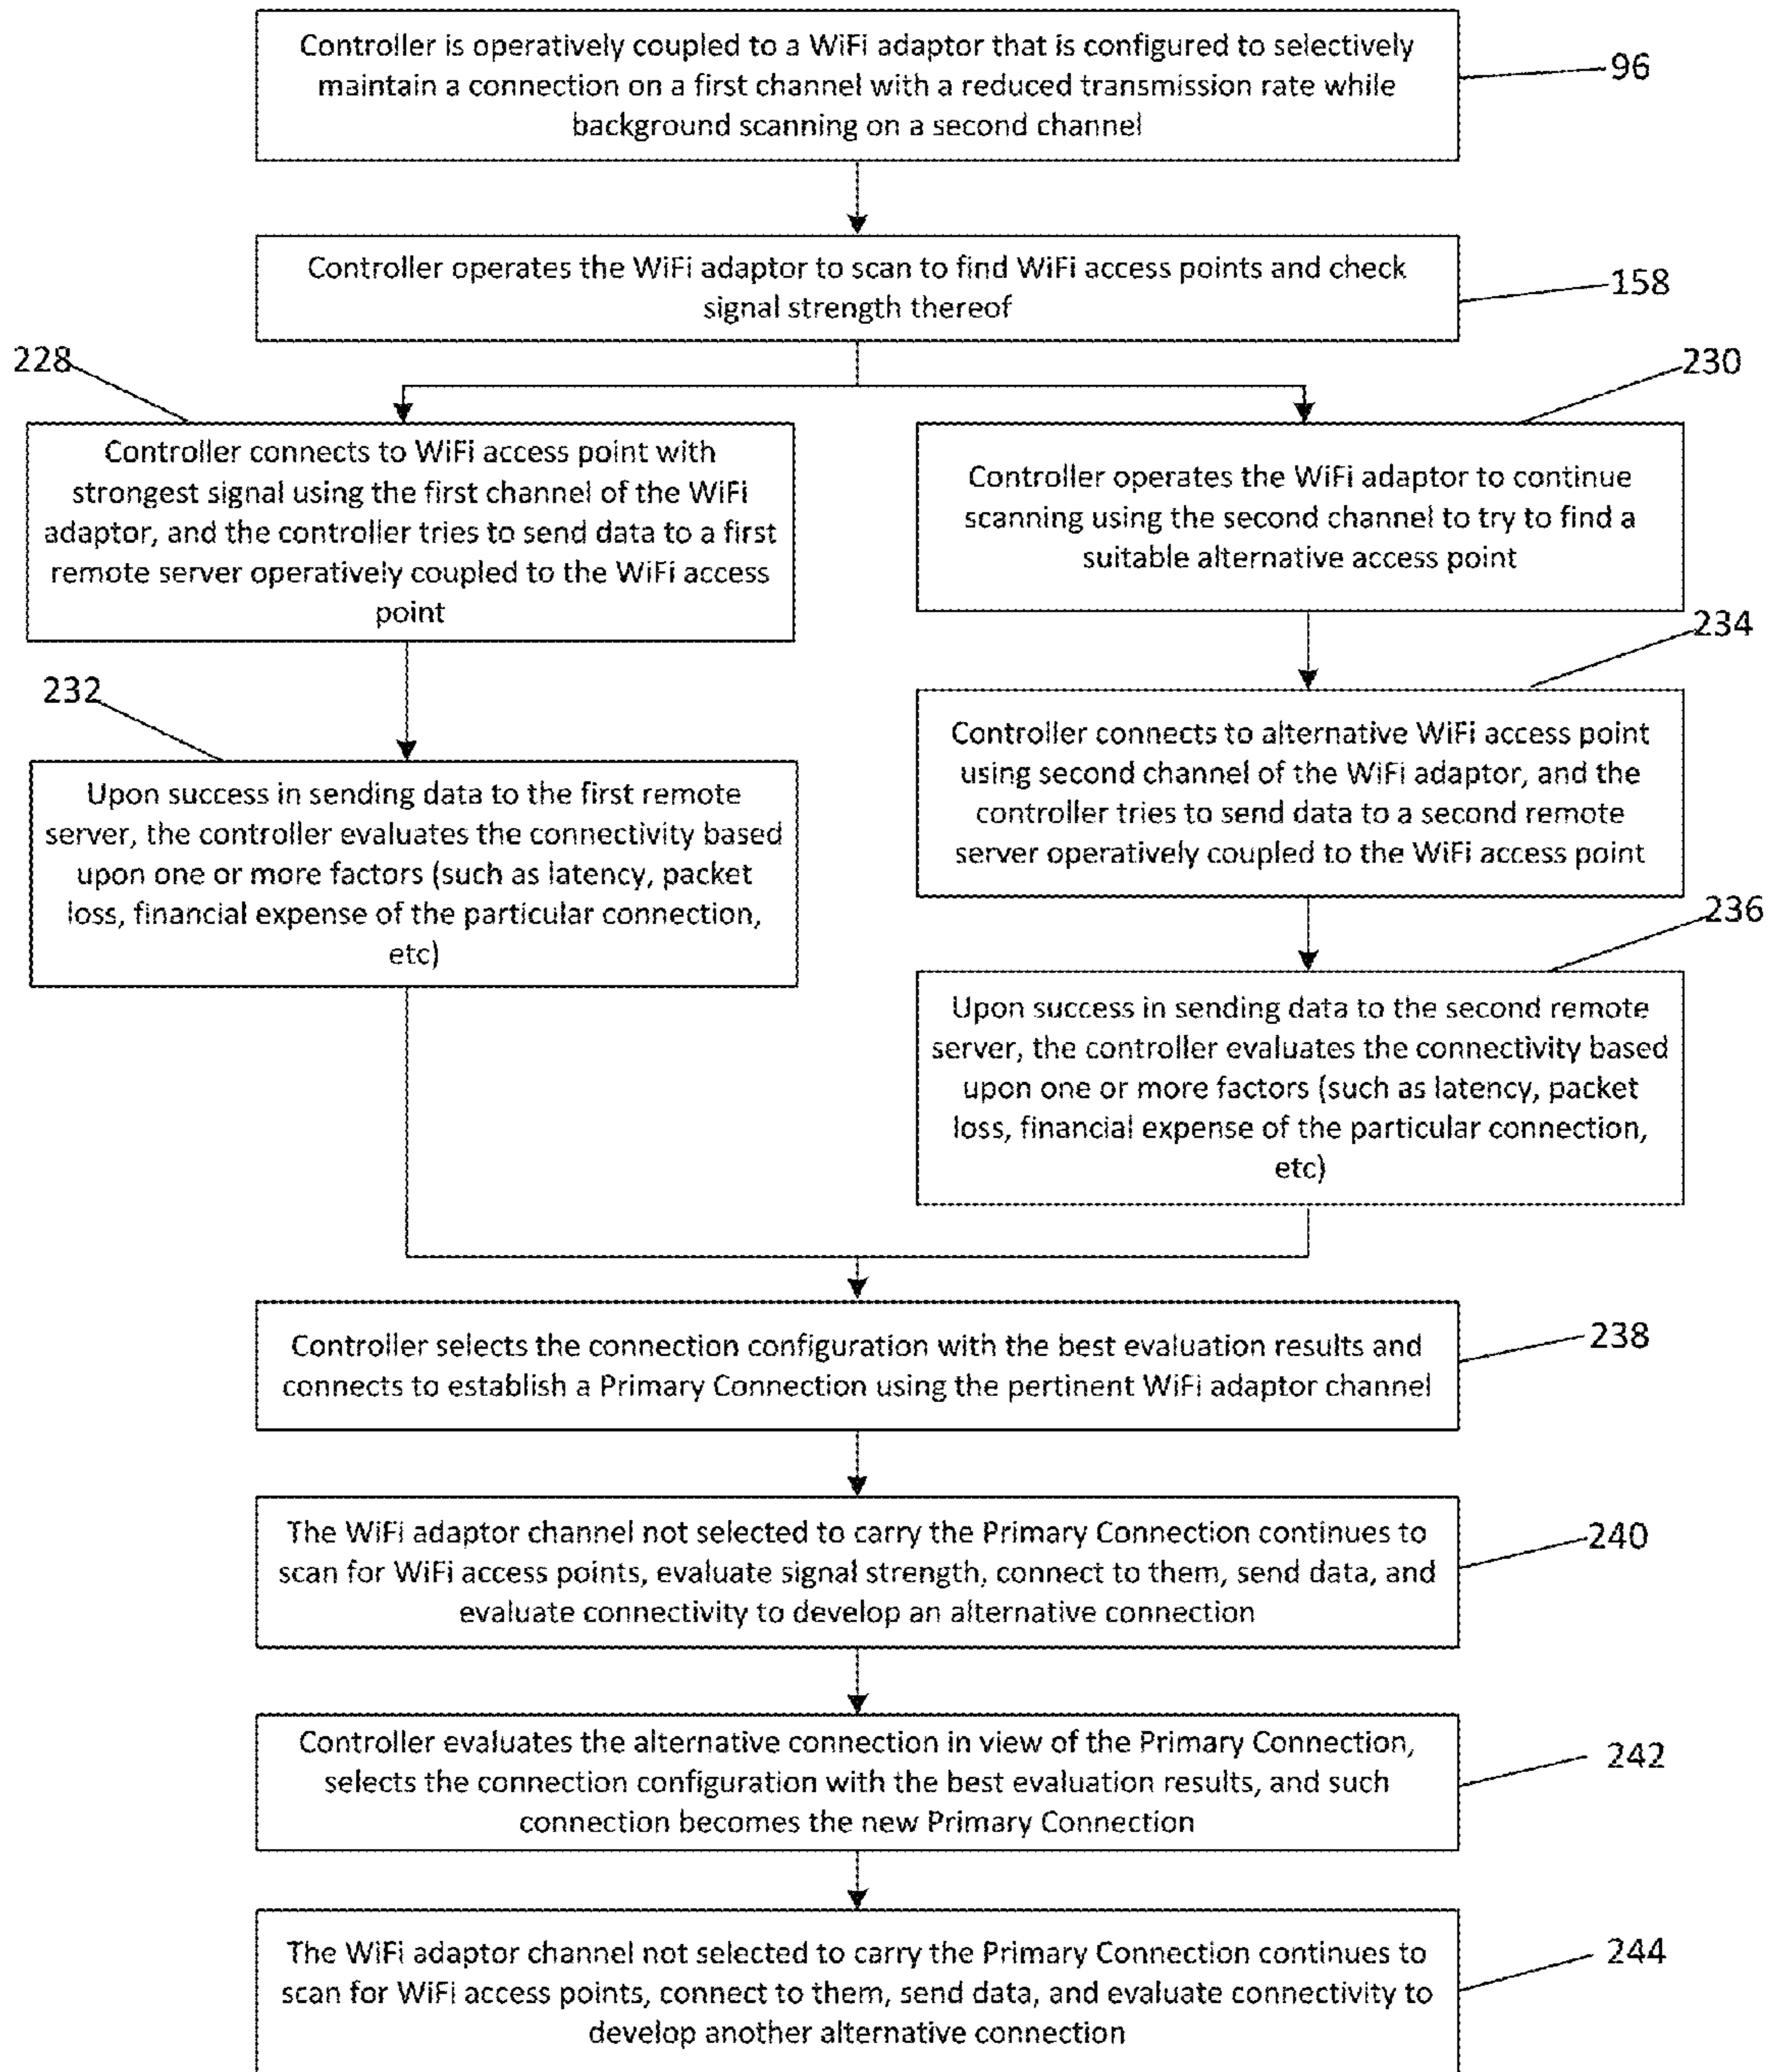 Controller is operatively coupled to a WiFi adaptor that is configured to selectively
maintain a connection on a first channel with a reduced transmission rate while
background scanning on a second channel
96
Controller operates the WiFi adaptor to scan to find WiFi access points and check
signal strength thereof
158
228
230
Controller connects to WiFi access point with
strongest signal using the first channel of the WiFi
adaptor, and the controller tries to send data to a first
remote server operatively coupled to the WiFi access
point
Controller operates the WiFi adaptor to continue
scanning using the second channel to try to find a
suitable alternative access point
232
234
Upon success in sending data to the first remote
server, the controller evaluates the connectivity based
upon one or more factors (such as latency, packet
loss, financial expense of the particular connection,
etc)
Controller connects to alternative WiFi access point
using second channel of the WiFi adaptor, and the
controller tries to send data to a second remote
server operatively coupled to the WiFi access point
236
Upon success in sending data to the second remote
server, the controller evaluates the connectivity based
upon one or more factors (such as latency, packet
loss, financial expense of the particular connection,
etc)
Controller selects the connection configuration with the best evaluation results and
connects to establish a Primary Connection using the pertinent WiFi adaptor channel
238
The WiFi adaptor channel not selected to carry the Primary Connection continues to
scan for WiFi access points, evaluate signal strength, connect to them, send data, and
evaluate connectivity to develop an alternative connection
240
Controller evaluates the alternative connection in view of the Primary Connection,
selects the connection configuration with the best evaluation results, and such
connection becomes the new Primary Connection
242
The WiFi adaptor channel not selected to carry the Primary Connection continues to
scan for WiFi access points, connect to them, send data, and evaluate connectivity to
develop another alternative connection
244